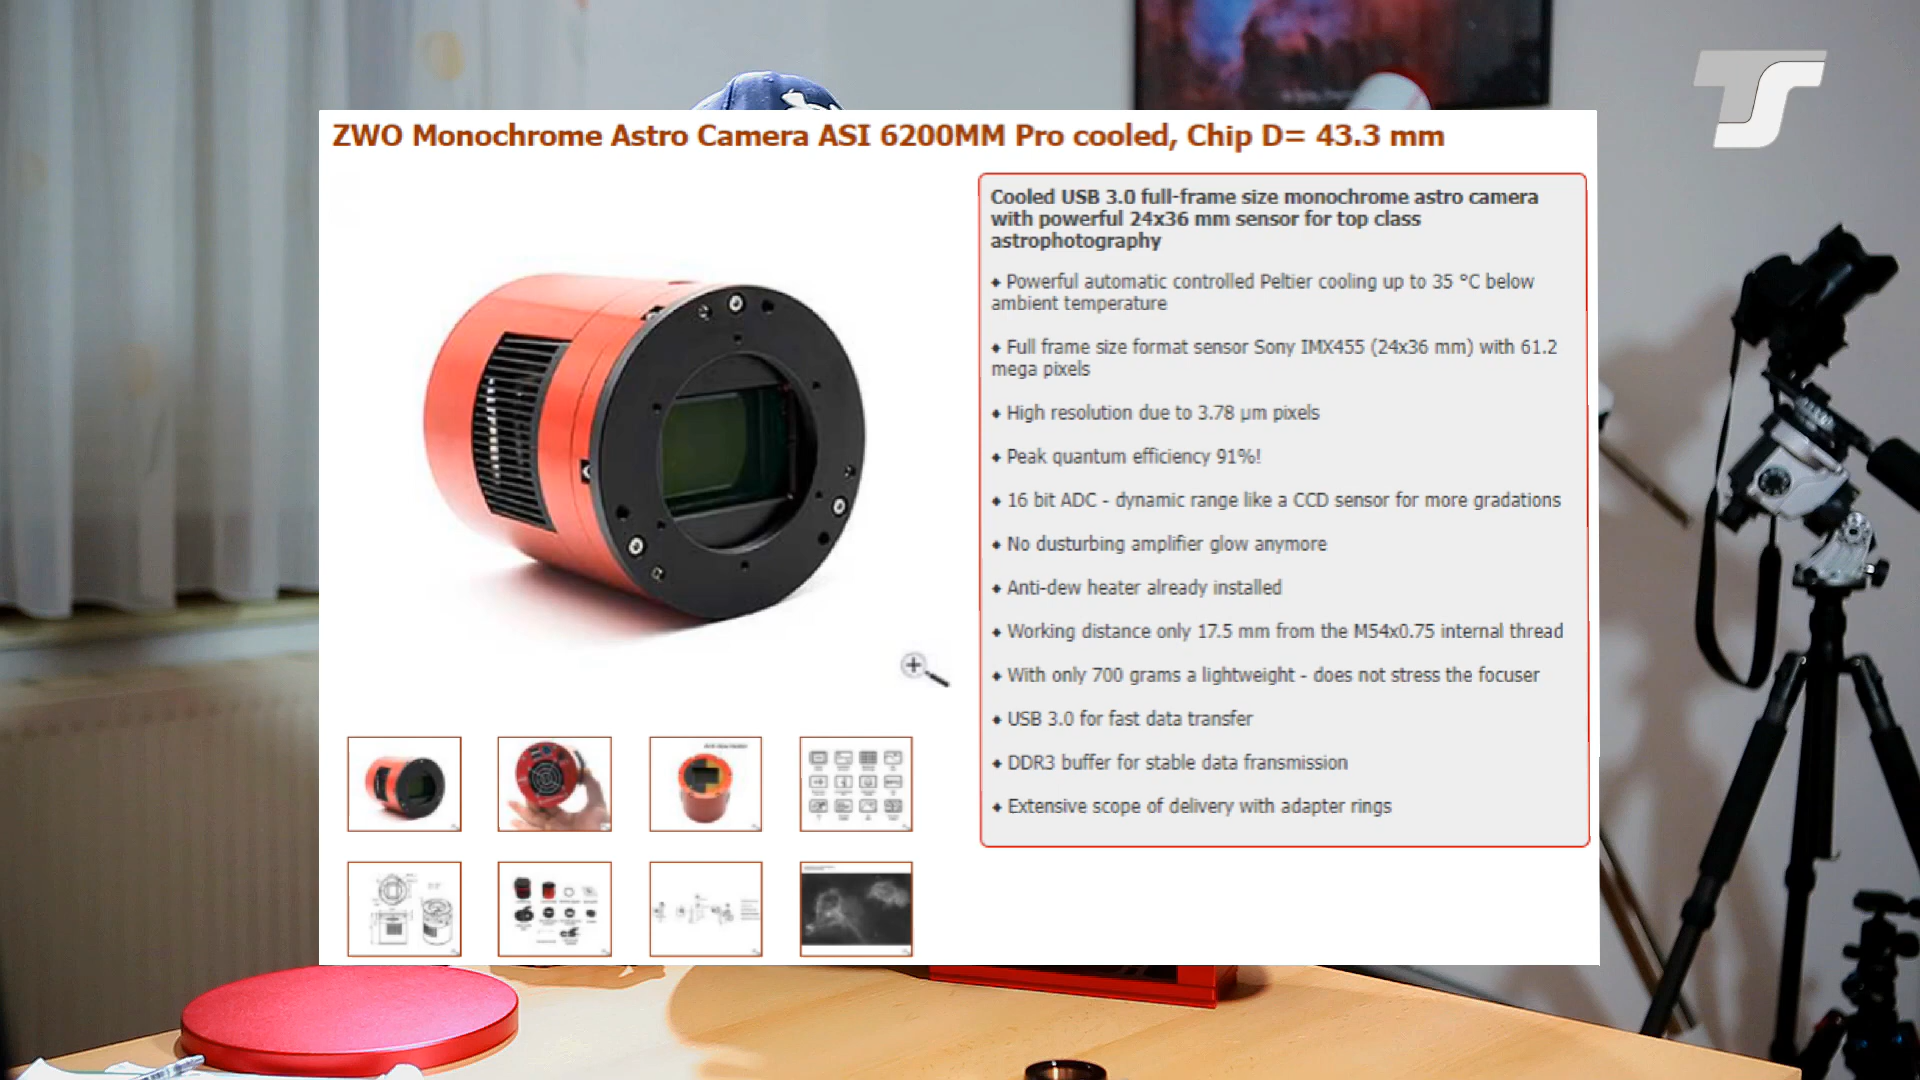 ZWO Monochrome Astro Camera ASI 6200MM Pro cooled, Chip D= 43.3 mm
Cooled USB 3.0 full-frame size monochrome astro camera
with powerful 24x36 mm sensor for top class
astrophotography
♦ Powerful automatic controlled Peltier cooling up to 35 °C below
ambient temperature
♦ Full frame size format sensor Sony IMX455 (24x36 mm) with 61.2
mega pixels
♦ High resolution due to 3.78 µm pixels
♦ Peak quantum efficiency 91%!
♦ 16 bit ADC - dynamic range like a CCD sensor for more gradations
♦ No dusturbing amplifier glow anymore
♦ Anti-dew heater already installed
♦ Working distance only 17.5 mm from the M54x0.75 internal thread
♦ With only 700 grams a lightweight - does not stress the focuser
♦ USB 3.0 for fast data transfer
♦ DDR3 buffer for stable data fransmission
♦ Extensive scope of delivery with adapter rings
TS